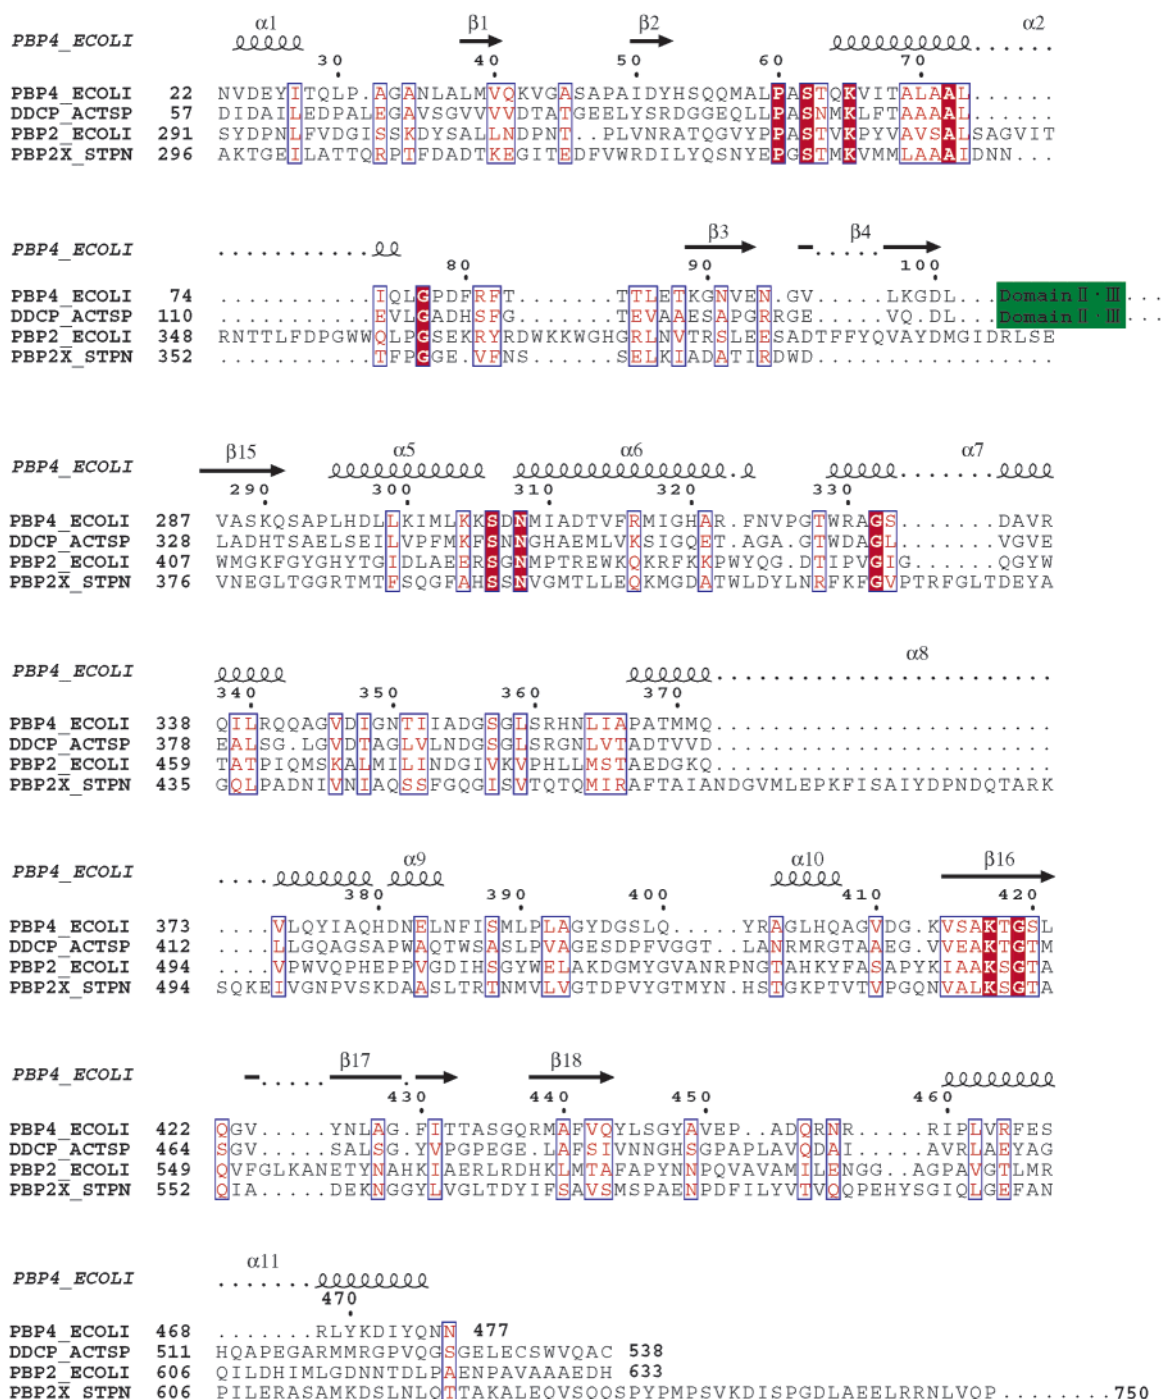 α1 β1 β2 α2
PBP4_ECOLI
30 40 50 60 70
PBP4_ECOLI 22 NVDEYITQLP.AGANLALMVQKVGASAPAIDYHSQQMALPASTQKVITALAAL......
DDCP_ACTSP 57 DIDAILEDPALEGAVSGVVVVDTATGEELYSRDGGEQLLPASNMKLFTAAAAL......
PBP2_ECOLI 291 SYDPNLFVDGISSKDYSALLNDPNT..PLVNRATQGVYPPASTVKPYVAVSALSAGVIT
PBP2X_STPN 296 AKTGEILATTQRPTFDADTKEGITEDFVWRDILYQSNYEPGSTMKVMMLAAAIDNN...
PBP4_ECOLI β3 β4
80 90 100
PBP4_ECOLI 74 ...........IQLGPDFRFT.......TTLETKGNVEN.GV...LKGDL...Domain II·III...
DDCP_ACTSP 110 ...........EVLGADHSFG.......TEVAAESAPGRRGE...VQ.DL...Domain II·III...
PBP2_ECOLI 348 RNTTLFDPGWWQLPGSEKRYRDWKKWGHGRLNVTRSLEESADTFFYQVAYDMGIDRLSE
PBP2X_STPN 352 ...........TFPGGE.VFNS......SELKIADATIRDWD.................
β15 α5 α6 α7
PBP4_ECOLI
290 300 310 320 330
PBP4_ECOLI 287 VASKQSAPLHDLLKIMLKKSDNMIADTVFRMIGHAR.FNVPGTWRAGS.......DAVR
DDCP_ACTSP 328 LADHTSAELSEILVPFMKFSNNGHAEMLVKSIGQET.AGA.GTWDAGL.......VGVE
PBP2_ECOLI 407 WMGKFGYGHYTGIDLAEERSGNMPTREWKQKRFKKPWYQG.DTIPVGIG......QGYW
PBP2X_STPN 376 VNEGLTGGRTMTFSQGFAHSSNVGMTLLEQKMGDATWLDYLNRFKFGVPTRFGLTDEYA
α8
PBP4_ECOLI
340 350 360 370
PBP4_ECOLI 338 QILRQQAGVDIGNTIIADGSGLSRHNLIAPATMMQ........................
DDCP_ACTSP 378 EALSG.LGVDTAGLVLNDGSGLSRGNLVTADTVVD........................
PBP2_ECOLI 459 TATPIQMSKALMILINDGIVKVPHLLMSTAEDGKQ........................
PBP2X_STPN 435 GQLPADNIVNIAQSSFGQGISVTQTQMIRAFTAIANDGVMLEPKFISAIYDPNDQTARK
α9 α10 β16
PBP4_ECOLI
380 390 400 410 420
PBP4_ECOLI 373 ....VLQYIAQHDNELNFISMLPLAGYDGSLQ.....YRAGLHQAGVDG.KVSAKTGSL
DDCP_ACTSP 412 ....LLGQAGSAPWAQTWSASLPVAGESDPFVGGT..LANRMRGTAAEG.VVEAKTGTM
PBP2_ECOLI 494 ....VPWVQPHEPPVGDIHSGYWELAKDGMYGVANRPNGTAHKYFASAPYKIAAKSGTA
PBP2X_STPN 494 SQKEIVGNPVSKDAASLTRTNMVLVGTDPVYGTMYN.HSTGKPTVTVPGQNVALKSGTA
β17 β18
PBP4_ECOLI
430 440 450 460
PBP4_ECOLI 422 QGV.....YNLAG.FITTASGQRMAFVQYLSGYAVEP..ADQRNR.....RIPLVRFES
DDCP_ACTSP 464 SGV.....SALSG.YVPGPEGE.LAFSIVNNGHSGPAPLAVQDAI.....AVRLAEYAG
PBP2_ECOLI 549 QVFGLKANETYNAHKIAERLRDHKLMTAFAPYNNPQVAVAMILENGG..AGPAVGTLMR
PBP2X_STPN 552 QIA.....DEKNGGYLVGLTDYIFSAVSMSPAENPDFILYVTVQQPEHYSGIQLGEFAN
α11
PBP4_ECOLI
470
PBP4_ECOLI 468 .......RLYKDIYQNN 477
DDCP_ACTSP 511 HQAPEGARMMRGPVQGSGELECSWVQAC 538
PBP2_ECOLI 606 QILDHIMLGDNNTDLPAENPAVAAAEDH 633
PBP2X_STPN 606 PILERASAMKDSLNLQTTAKALEQVSQQSPYPMPSVKDISPGDLAEELRRNLVQP........750